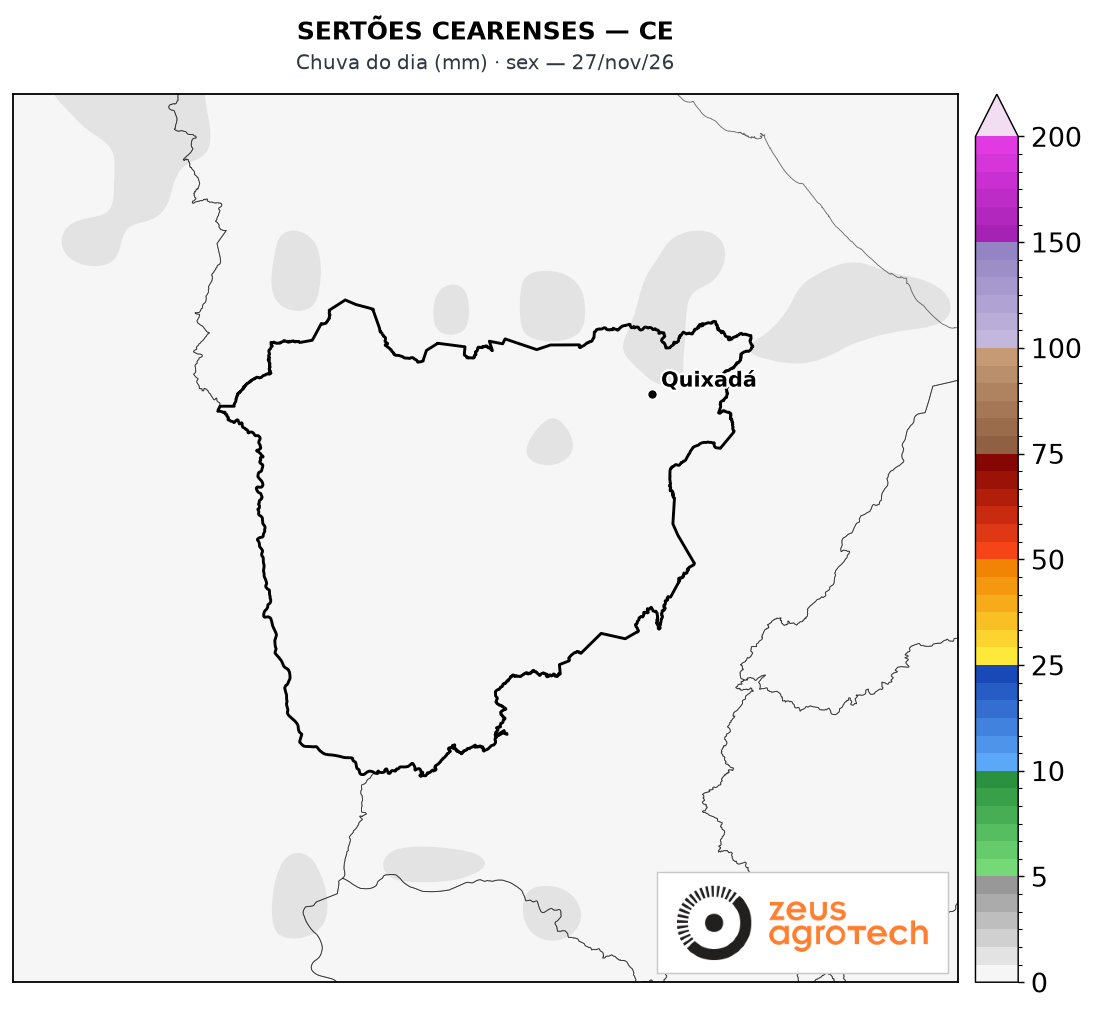 SERTÕES CEARENSES — CE
Chuva do dia (mm) · sex — 27/nov/26
Quixadá
200
150
100
75
50
25
10
5
0
zeus
agrotech